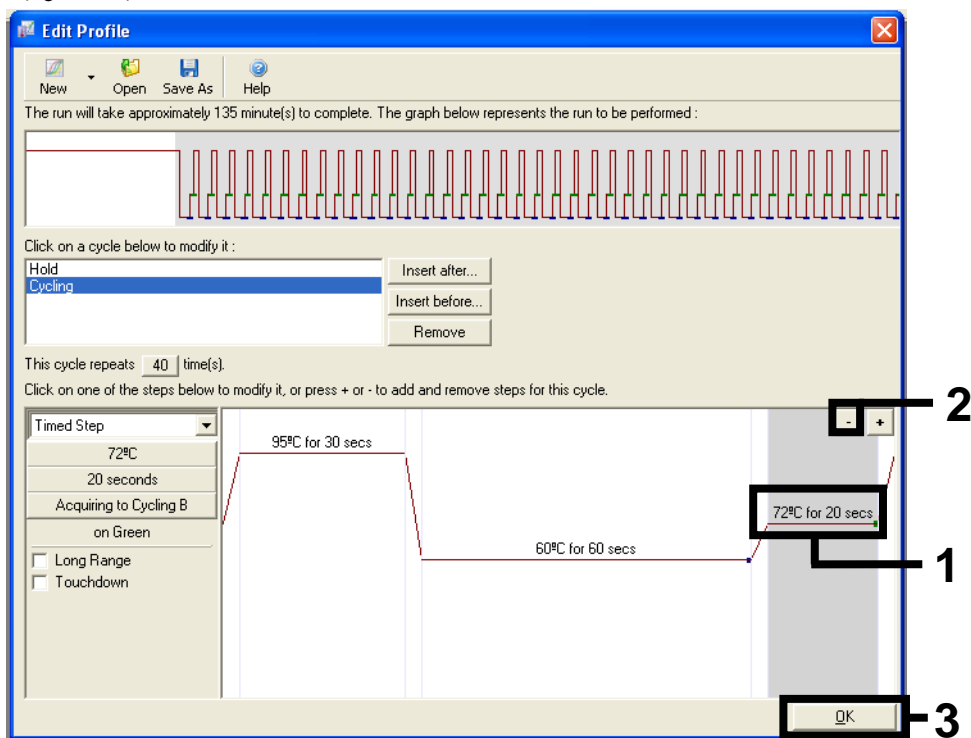 Edit Profile
New Open Save As Help
The run will take approximately 135 minute(s) to complete. The graph below represents the run to be performed :
Click on a cycle below to modify it :
Hold
Cycling
Insert after...
Insert before...
Remove
This cycle repeats 40 time(s).
Click on one of the steps below to modify it, or press + or - to add and remove steps for this cycle.
2
Timed Step
- +
72ºC
20 seconds
Acquiring to Cycling B
on Green
Long Range
Touchdown
95ºC for 30 secs
60ºC for 60 secs
72ºC for 20 secs
1
OK
3